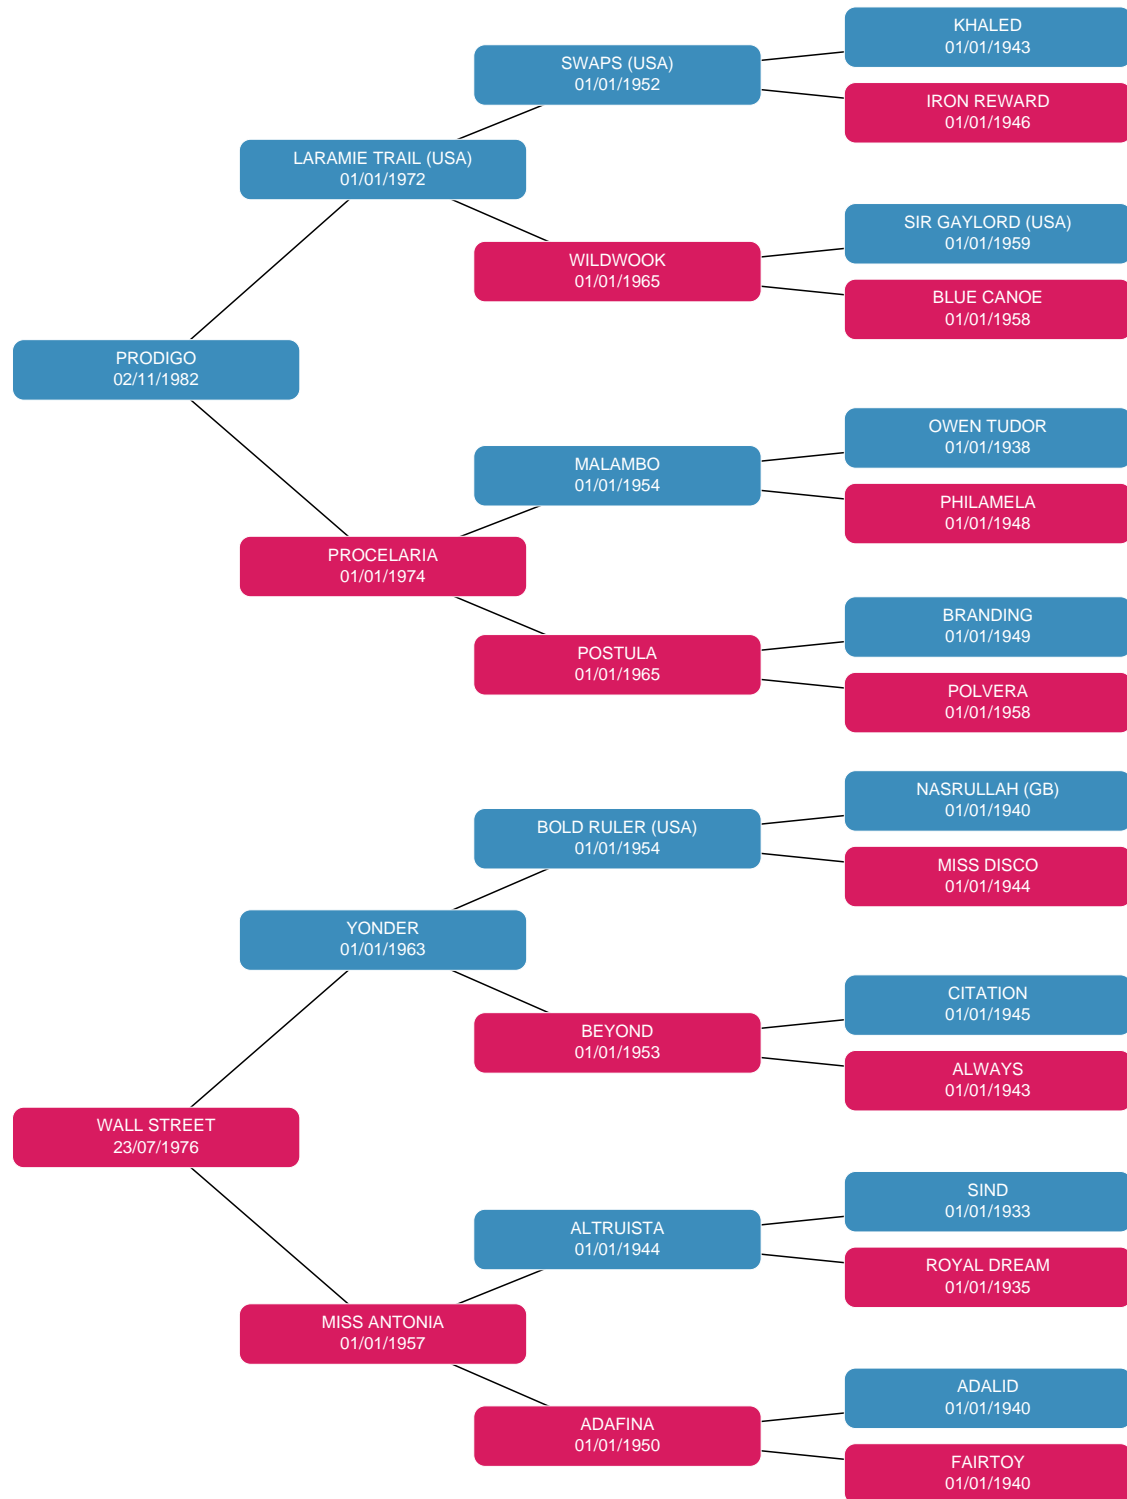 KHALED
01/01/1943
SWAPS (USA)
01/01/1952
IRON REWARD
01/01/1946
LARAMIE TRAIL (USA)
01/01/1972
SIR GAYLORD (USA)
01/01/1959
WILDWOOK
01/01/1965
BLUE CANOE
01/01/1958
PRODIGO
02/11/1982
OWEN TUDOR
01/01/1938
MALAMBO
01/01/1954
PHILAMELA
01/01/1948
PROCELARIA
01/01/1974
BRANDING
01/01/1949
POSTULA
01/01/1965
POLVERA
01/01/1958
NASRULLAH (GB)
01/01/1940
BOLD RULER (USA)
01/01/1954
MISS DISCO
01/01/1944
YONDER
01/01/1963
CITATION
01/01/1945
BEYOND
01/01/1953
ALWAYS
01/01/1943
WALL STREET
23/07/1976
SIND
01/01/1933
ALTRUISTA
01/01/1944
ROYAL DREAM
01/01/1935
MISS ANTONIA
01/01/1957
ADALID
01/01/1940
ADAFINA
01/01/1950
FAIRTOY
01/01/1940